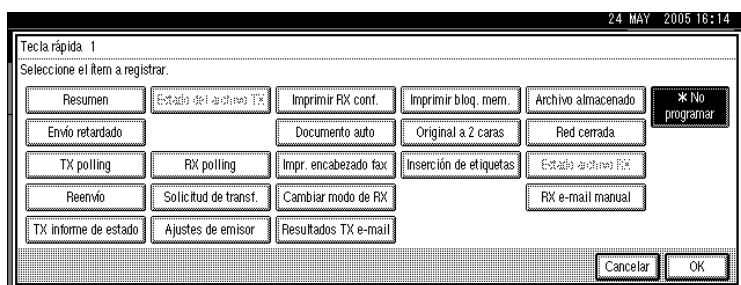 24 MAY 2005 16:14
Tecla rápida 1
Seleccione el ítem a registrar.
Resumen Estado del archivo TX Imprimir RX conf. Imprimir bloq. mem. Archivo almacenado ✱ No
programar
Envío retardado Documento auto Original a 2 caras Red cerrada
TX polling RX polling Impr. encabezado fax Inserción de etiquetas Estado archivo RX
Reenvío Solicitud de transf. Cambiar modo de RX RX e-mail manual
TX informe de estado Ajustes de emisor Resultados TX e-mail
Cancelar OK